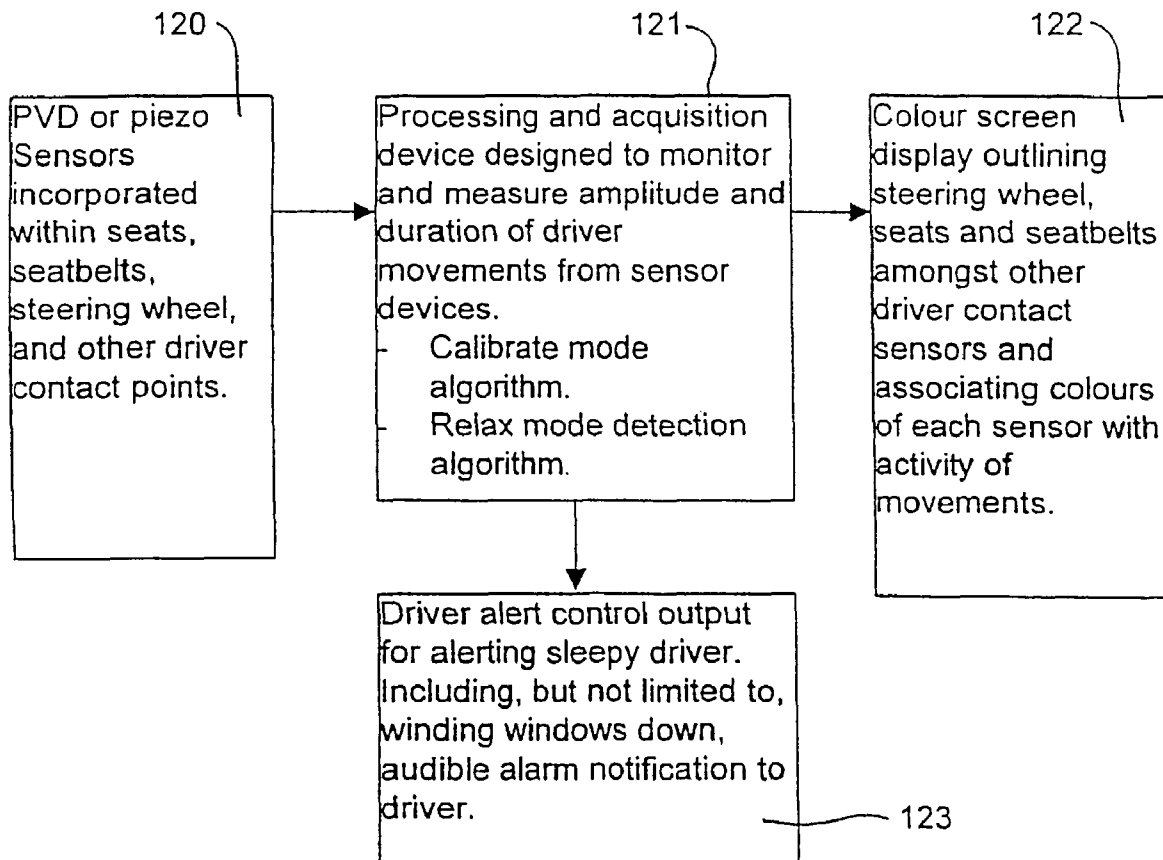 120
121
122
PVD or piezo
Sensors
incorporated
within seats,
seatbelts,
steering wheel,
and other driver
contact points.
Processing and acquisition
device designed to monitor
and measure amplitude and
duration of driver
movements from sensor
devices.
- Calibrate mode
algorithm.
- Relax mode detection
algorithm.
Colour screen
display outlining
steering wheel,
seats and seatbelts
amongst other
driver contact
sensors and
associating colours
of each sensor with
activity of
movements.
Driver alert control output
for alerting sleepy driver.
Including, but not limited to,
winding windows down,
audible alarm notification to
driver.
123